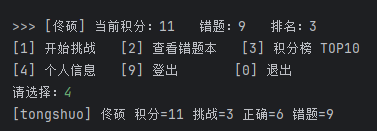 >>> [佟硕] 当前积分：11 错题：9 排名：3
[1] 开始挑战 [2] 查看错题本 [3] 积分榜 TOP10
[4] 个人信息 [9] 登出 [0] 退出
请选择：4
[tongshuo] 佟硕 积分=11 挑战=3 正确=6 错题=9